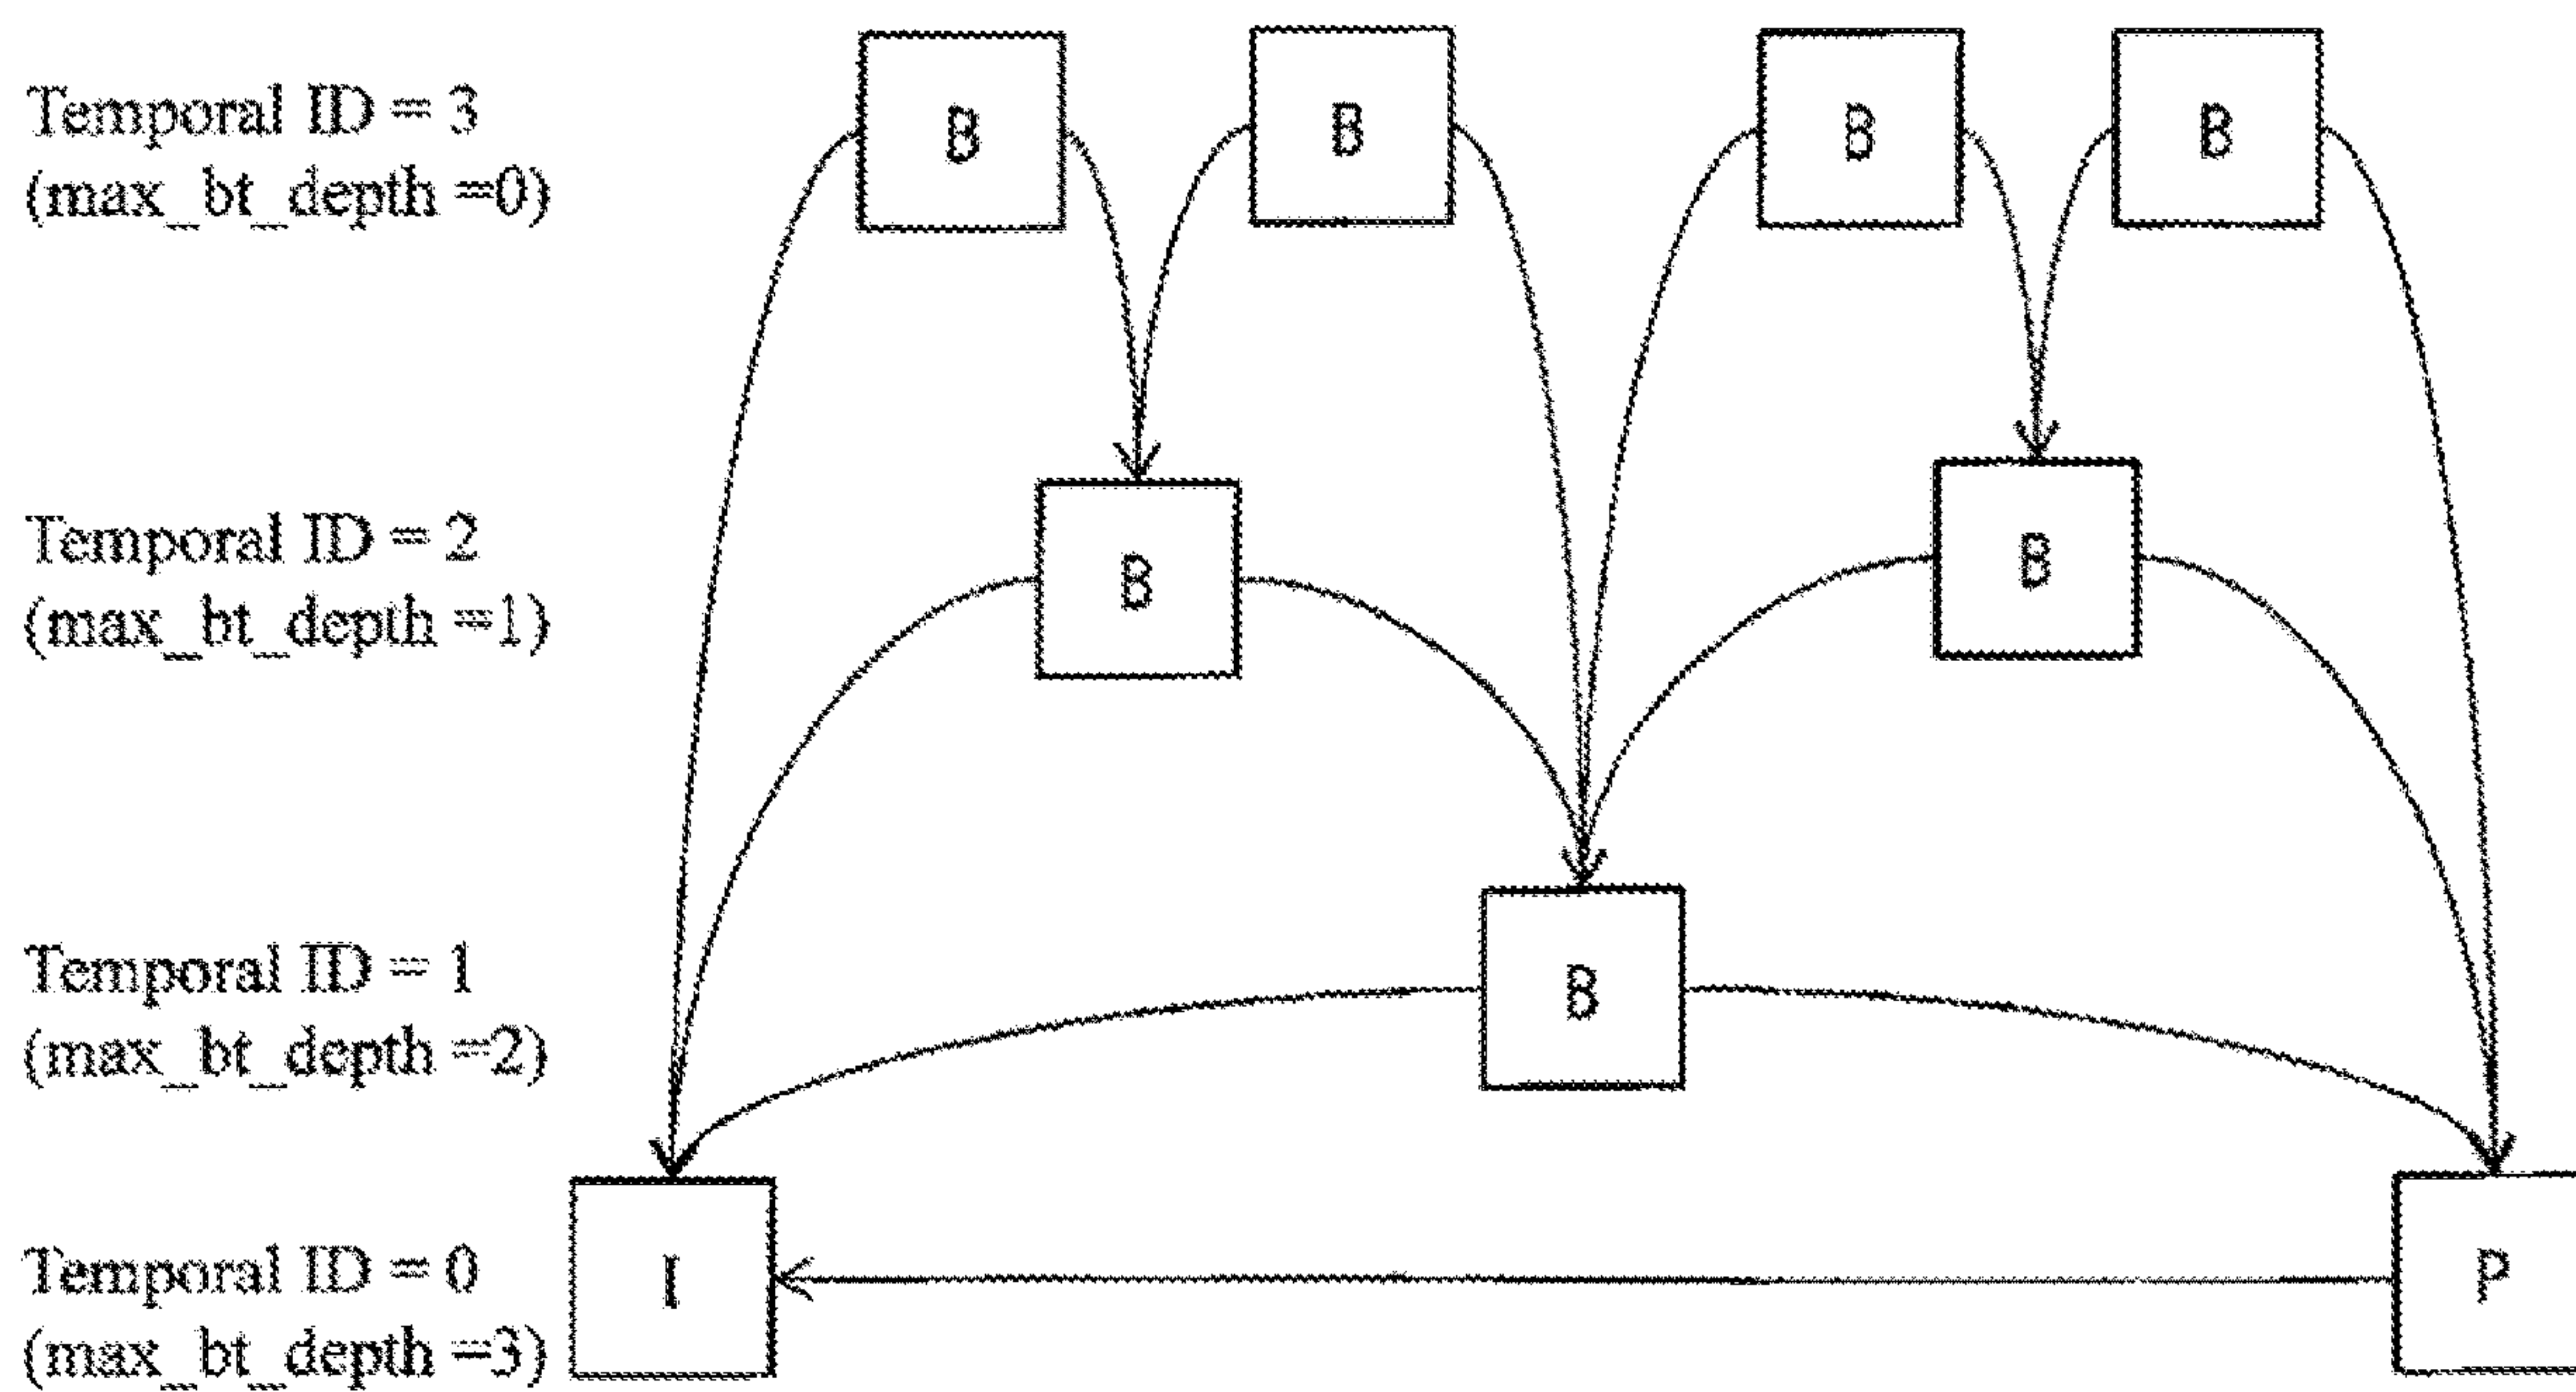 Temporal ID = 3
(max_bt_depth =0)
B B B B
Temporal ID = 2
(max_bt_depth =1)
B B
Temporal ID = 1
(max_bt_depth =2)
B
Temporal ID = 0
(max_bt_depth =3)
I P